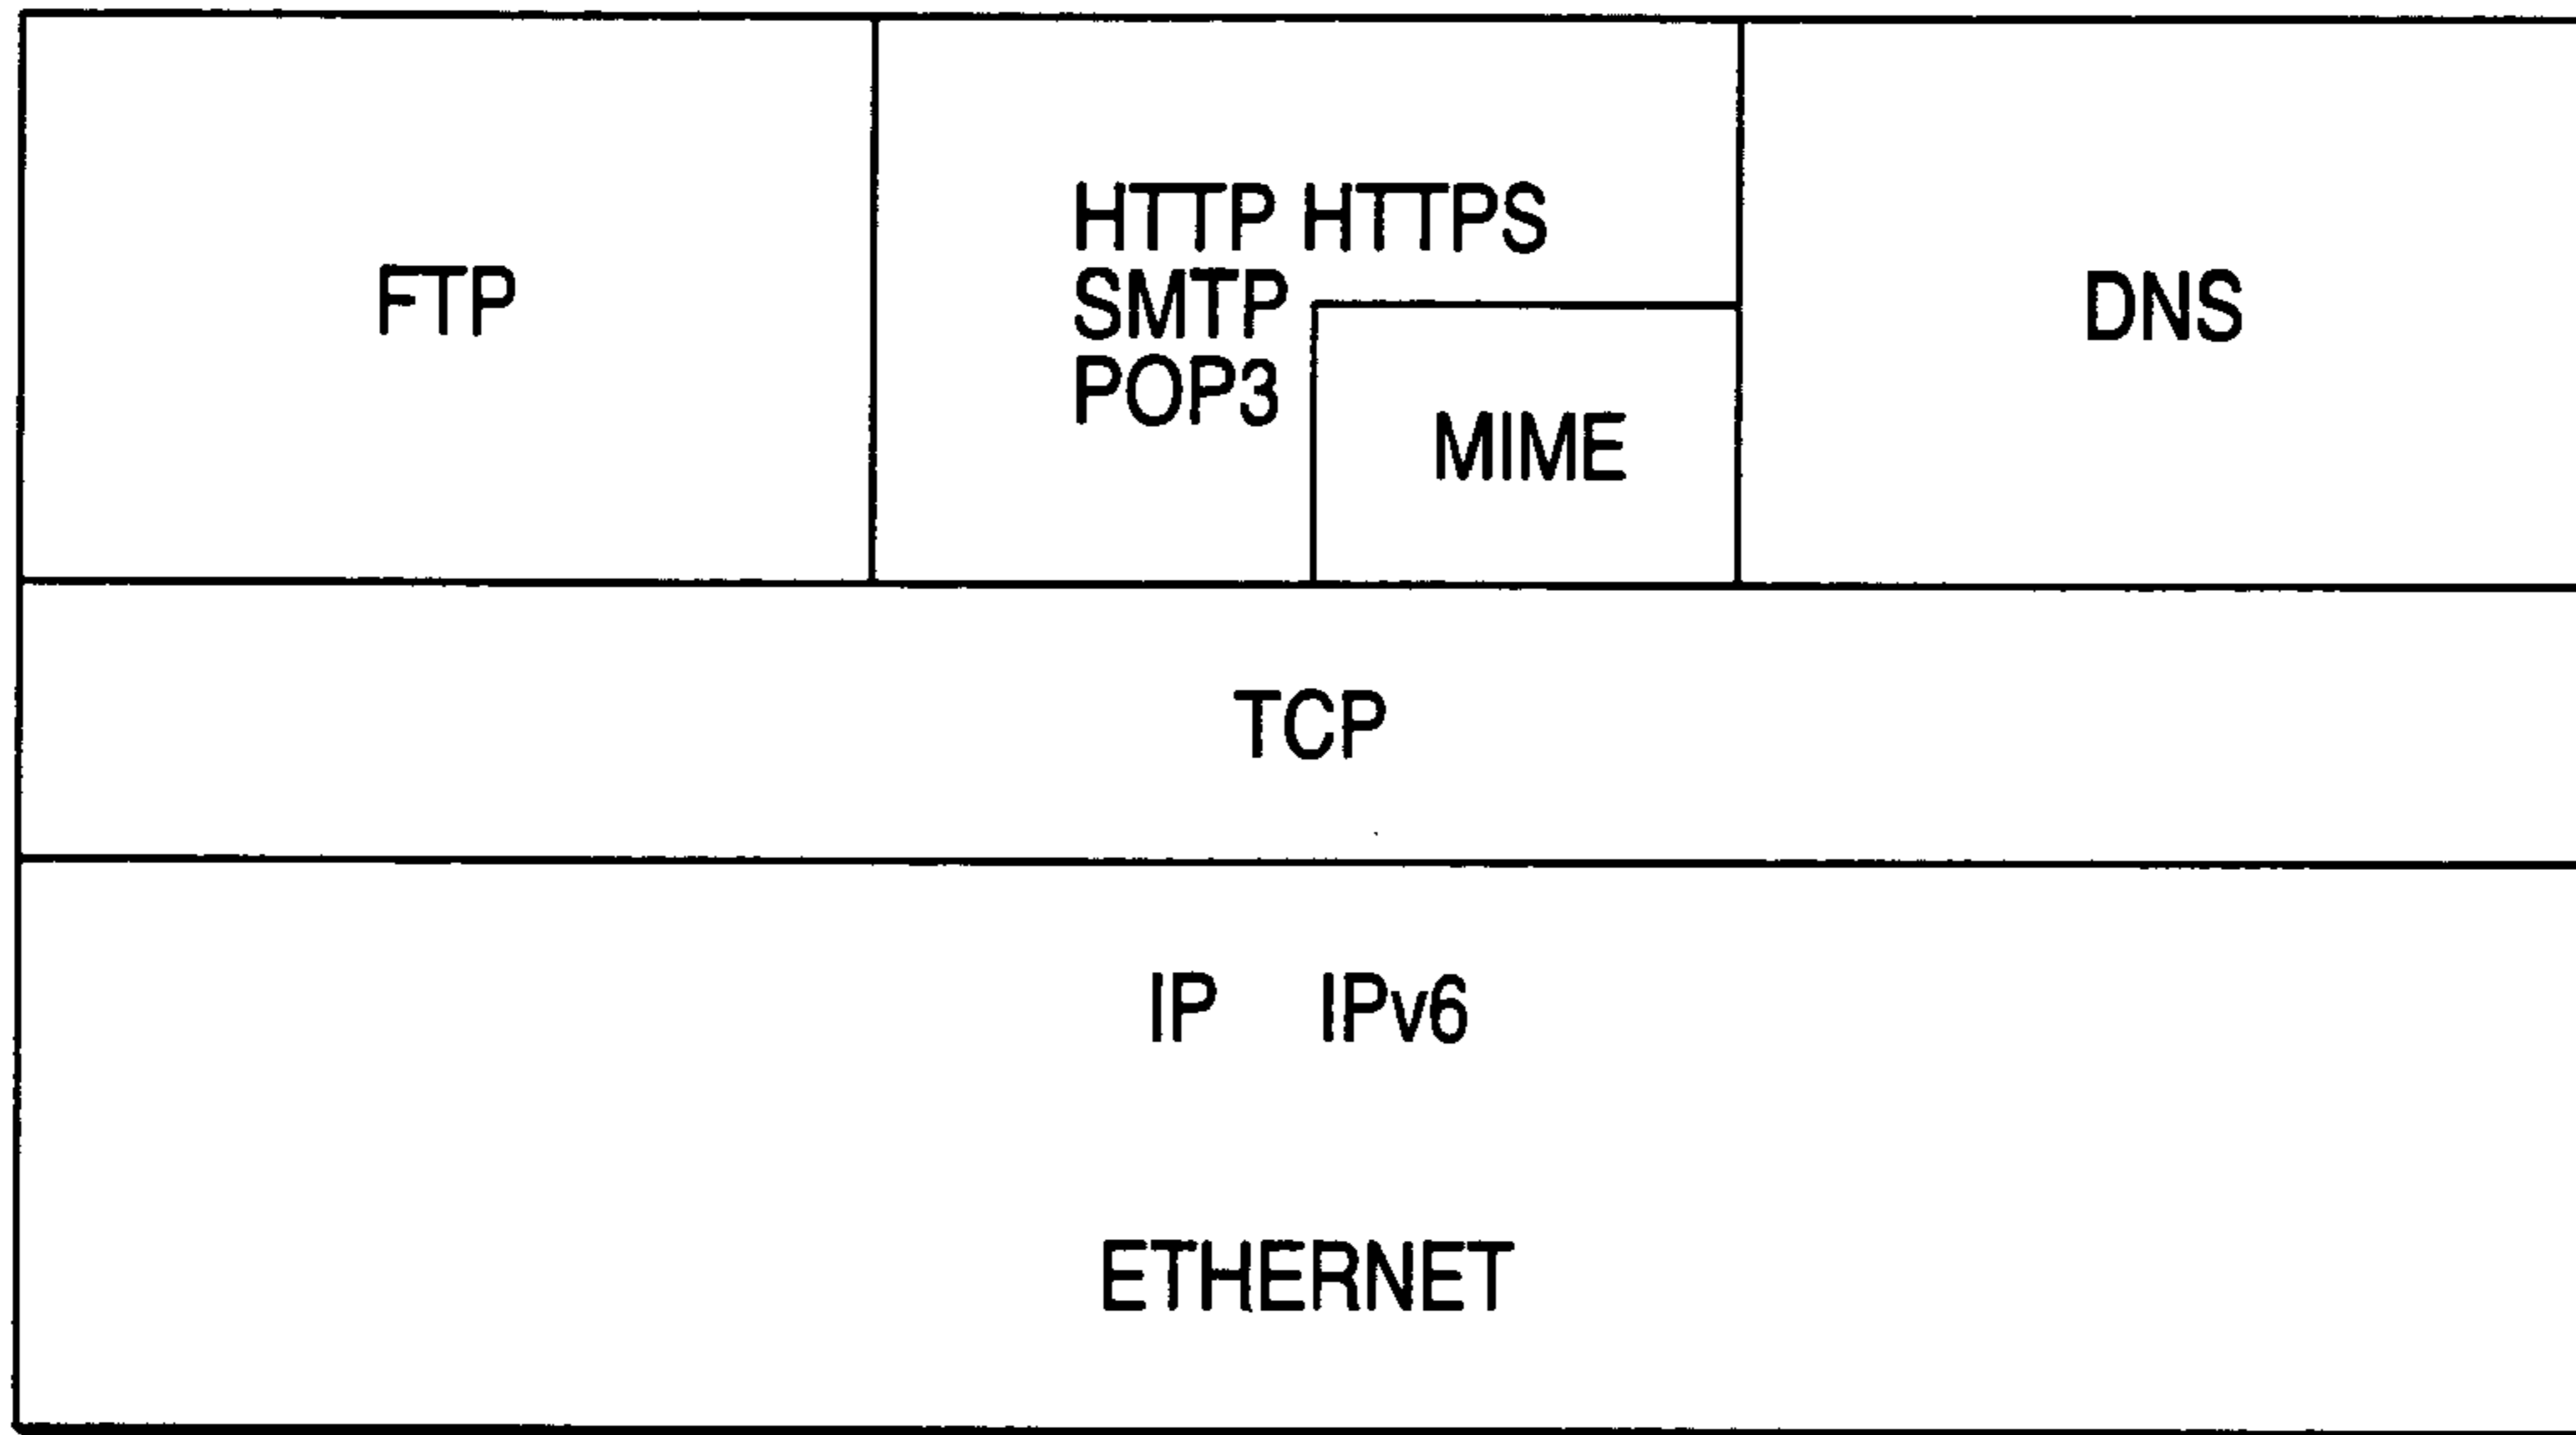 FTP
HTTP HTTPS
SMTP
POP3
MIME
DNS
TCP
IP IPv6
ETHERNET